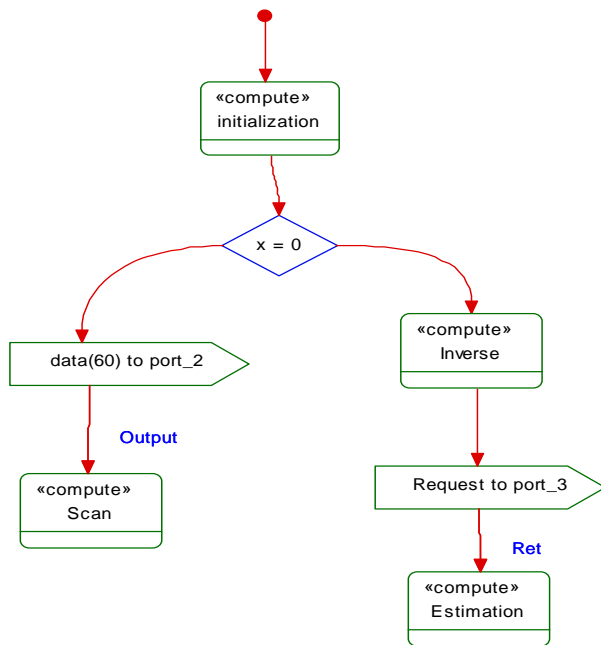 «compute»
initialization
x = 0
data(60) to port_2
«compute»
Inverse
Output
Request to port_3
«compute»
Scan
Ret
«compute»
Estimation